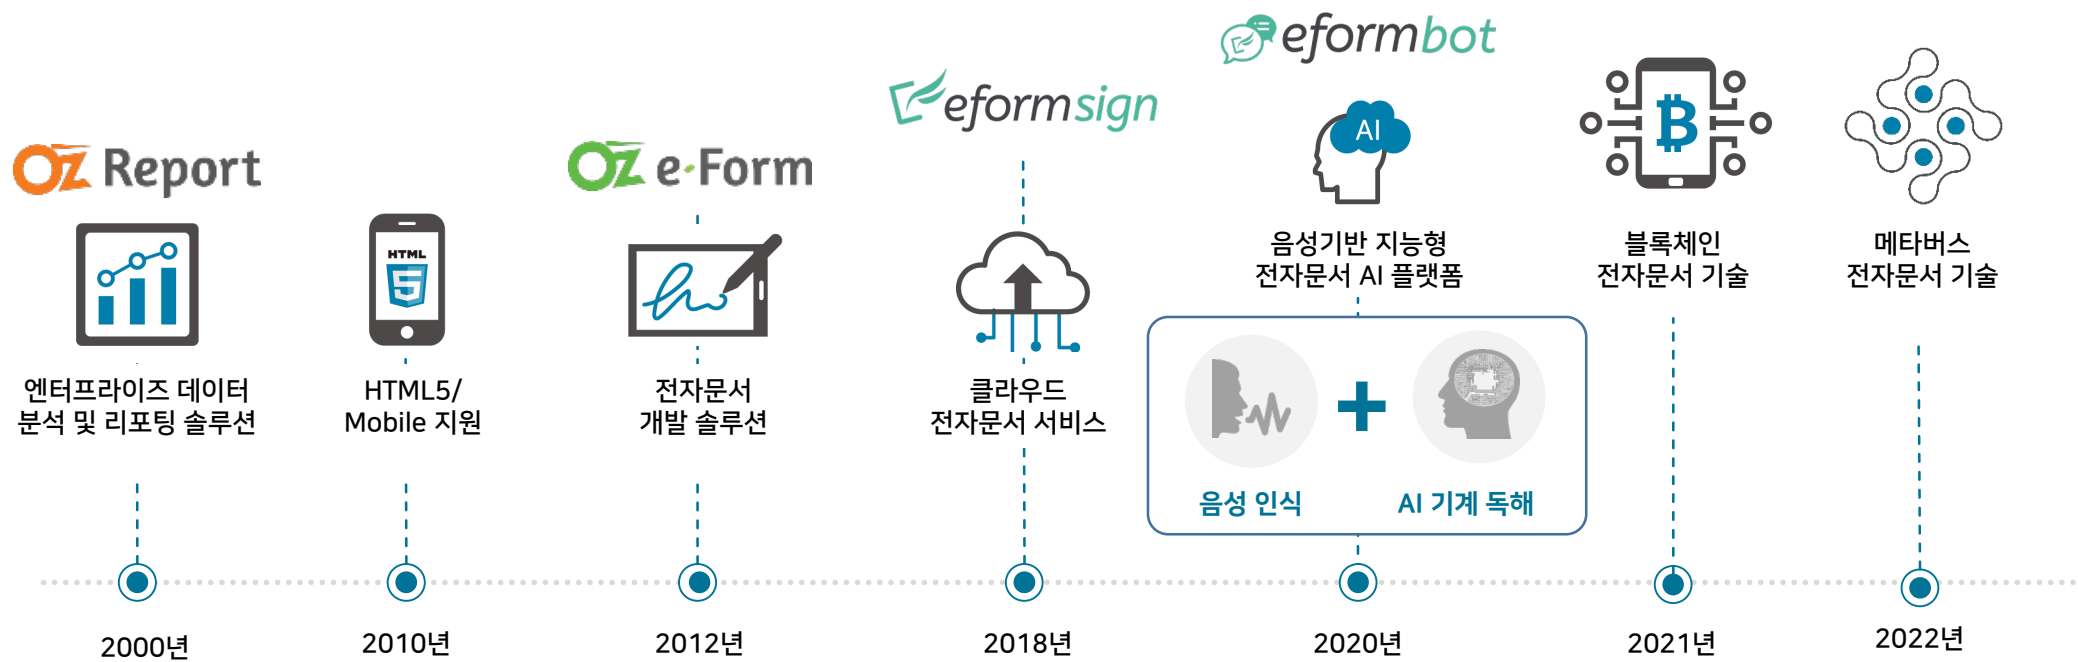 OZ Report
엔터프라이즈 데이터
분석 및 리포팅 솔루션
2000년
HTML
5
HTML5/
Mobile 지원
2010년
OZ e-Form
전자문서
개발 솔루션
2012년
eformsign
클라우드
전자문서 서비스
2018년
eformbot
AI
음성기반 지능형
전자문서 AI 플랫폼
+
음성 인식
AI 기계 독해
2020년
블록체인
전자문서 기술
2021년
메타버스
전자문서 기술
2022년